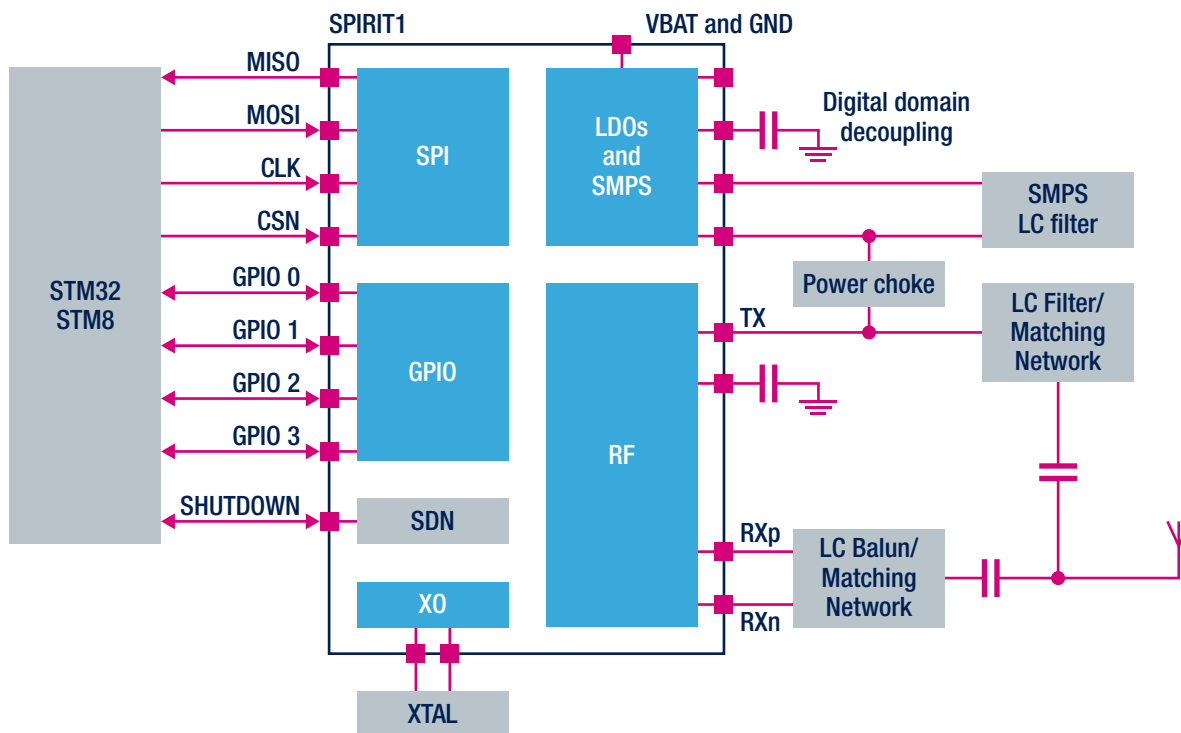 SPIRIT1
VBAT and GND
MISO
MOSI
CLK
CSN
GPIO 0
GPIO 1
GPIO 2
GPIO 3
SHUTDOWN
STM32
STM8
SPI
GPIO
SDN
XO
XTAL
LDOs
and
SMPS
RF
Digital domain
decoupling
SMPS
LC filter
Power choke
TX
LC Filter/
Matching
Network
RXp
RXn
LC Balun/
Matching
Network